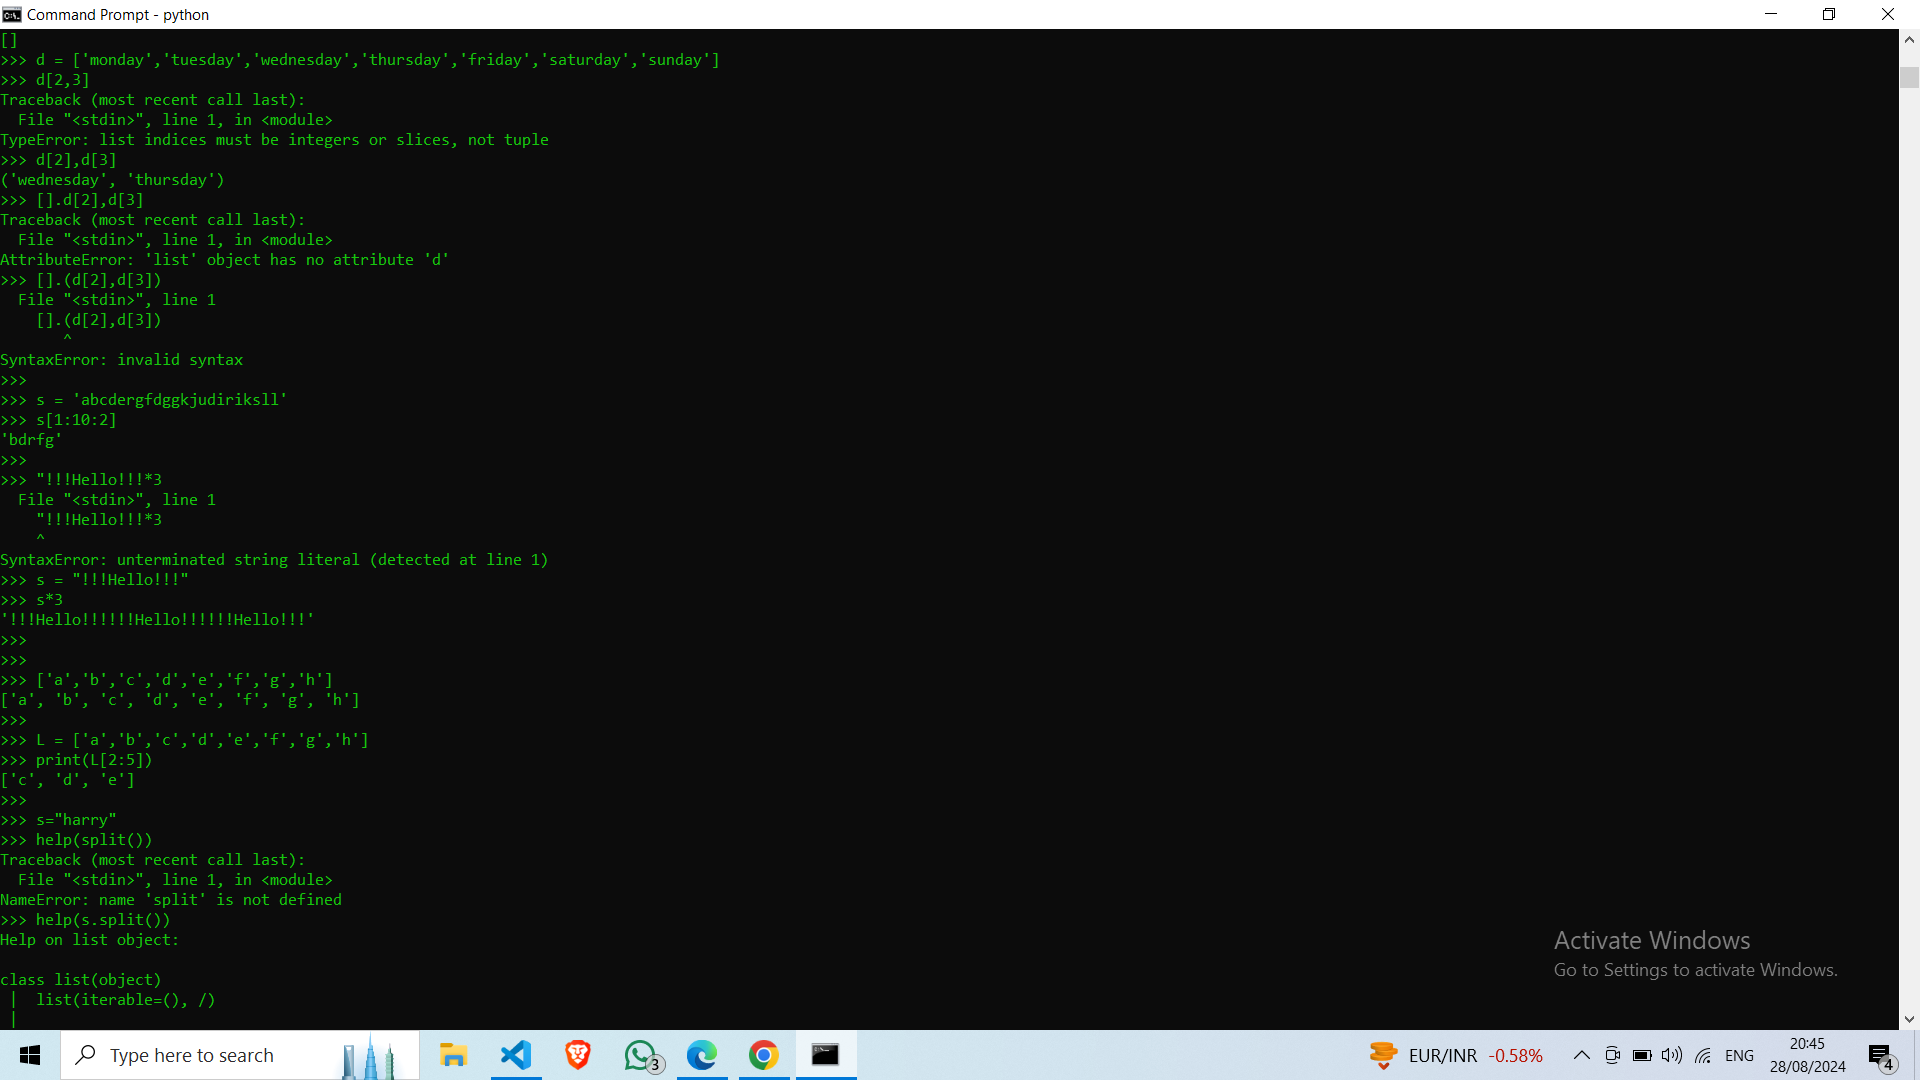 Command Prompt - python
[]
>>> d = ['monday','tuesday','wednesday','thursday','friday','saturday','sunday']
>>> d[2,3]
Traceback (most recent call last):
  File "<stdin>", line 1, in <module>
TypeError: list indices must be integers or slices, not tuple
>>> d[2],d[3]
('wednesday', 'thursday')
>>> [].d[2],d[3]
Traceback (most recent call last):
  File "<stdin>", line 1, in <module>
AttributeError: 'list' object has no attribute 'd'
>>> [].(d[2],d[3])
  File "<stdin>", line 1
    [].(d[2],d[3])
       ^
SyntaxError: invalid syntax
>>>
>>> s = 'abcdergfdggkjudiriksll'
>>> s[1:10:2]
'bdrfg'
>>>
>>> "!!!Hello!!!*3
  File "<stdin>", line 1
    "!!!Hello!!!*3
    ^
SyntaxError: unterminated string literal (detected at line 1)
>>> s = "!!!Hello!!!"
>>> s*3
'!!!Hello!!!!!!Hello!!!!!!Hello!!!'
>>>
>>>
>>> ['a','b','c','d','e','f','g','h']
['a', 'b', 'c', 'd', 'e', 'f', 'g', 'h']
>>>
>>> L = ['a','b','c','d','e','f','g','h']
>>> print(L[2:5])
['c', 'd', 'e']
>>>
>>> s="harry"
>>> help(split())
Traceback (most recent call last):
  File "<stdin>", line 1, in <module>
NameError: name 'split' is not defined
>>> help(s.split())
Help on list object:

class list(object)
 |  list(iterable=(), /)
 |
Activate Windows
Go to Settings to activate Windows.
Type here to search
3
EUR/INR -0.58%
ENG
20:45
28/08/2024
4